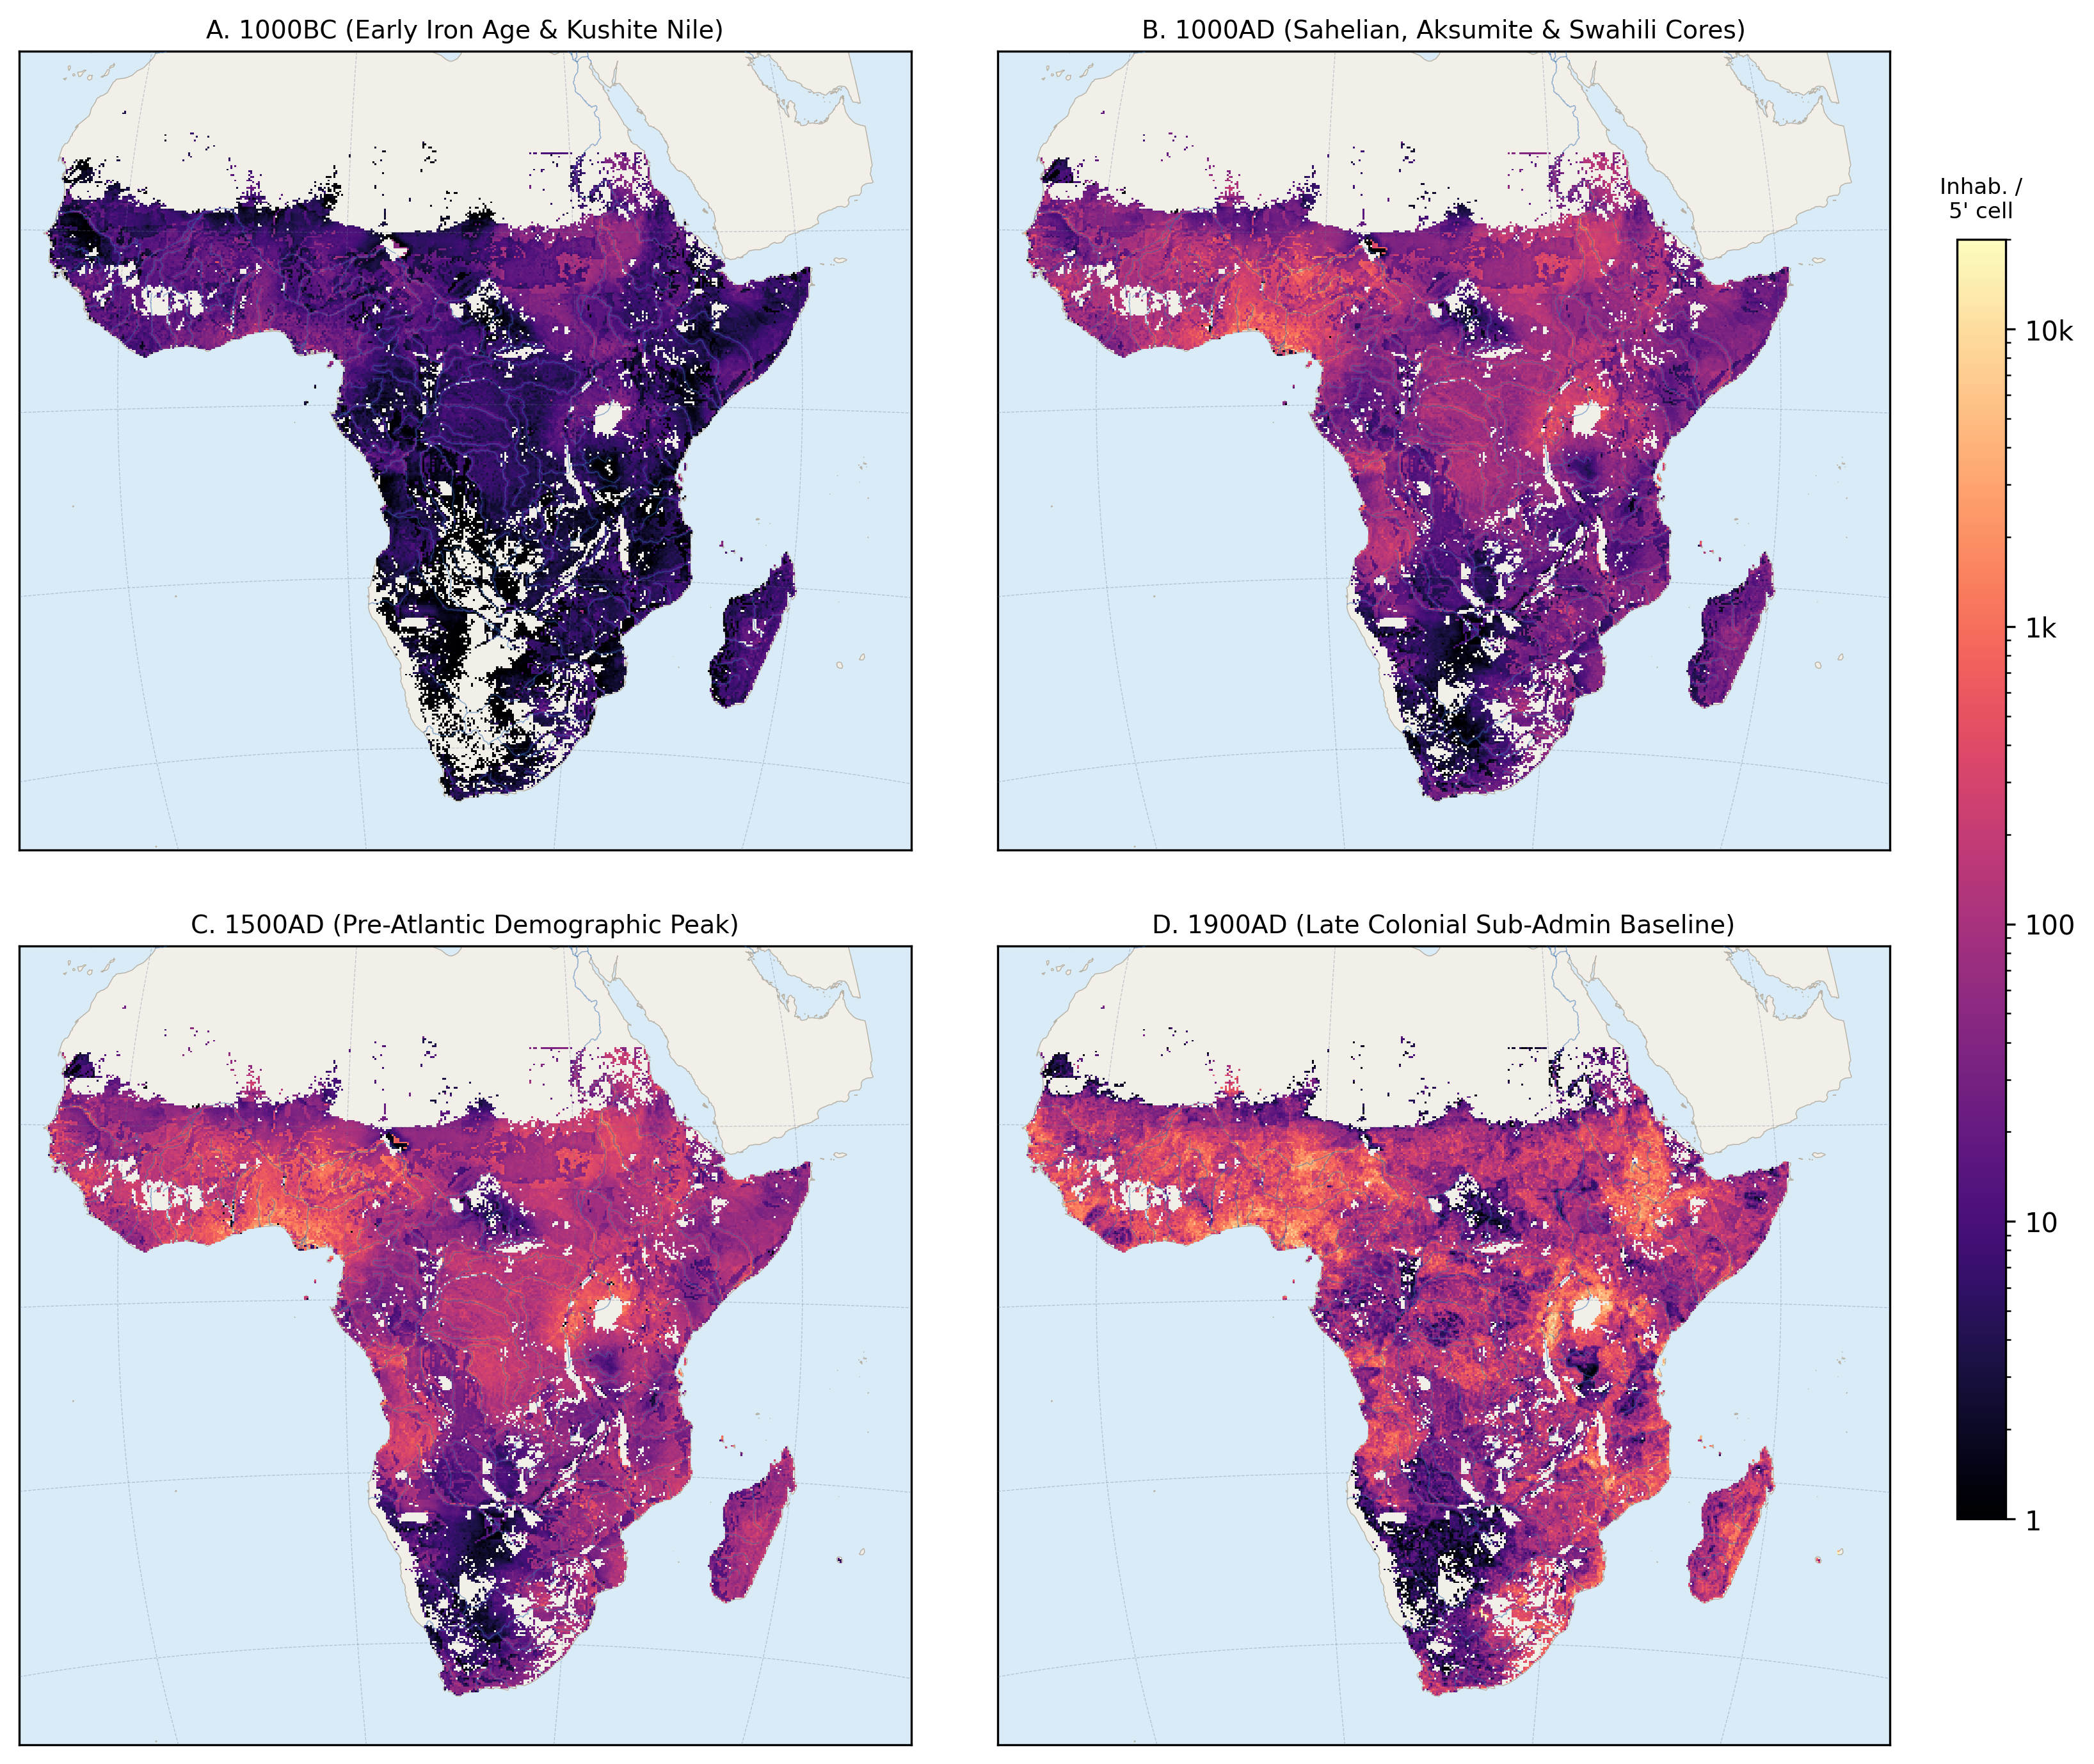 A. 1000BC (Early Iron Age & Kushite Nile)
B. 1000AD (Sahelian, Aksumite & Swahili Cores)
Inhab. /
5' cell
10k
1k
100
10
1
C. 1500AD (Pre-Atlantic Demographic Peak)
D. 1900AD (Late Colonial Sub-Admin Baseline)